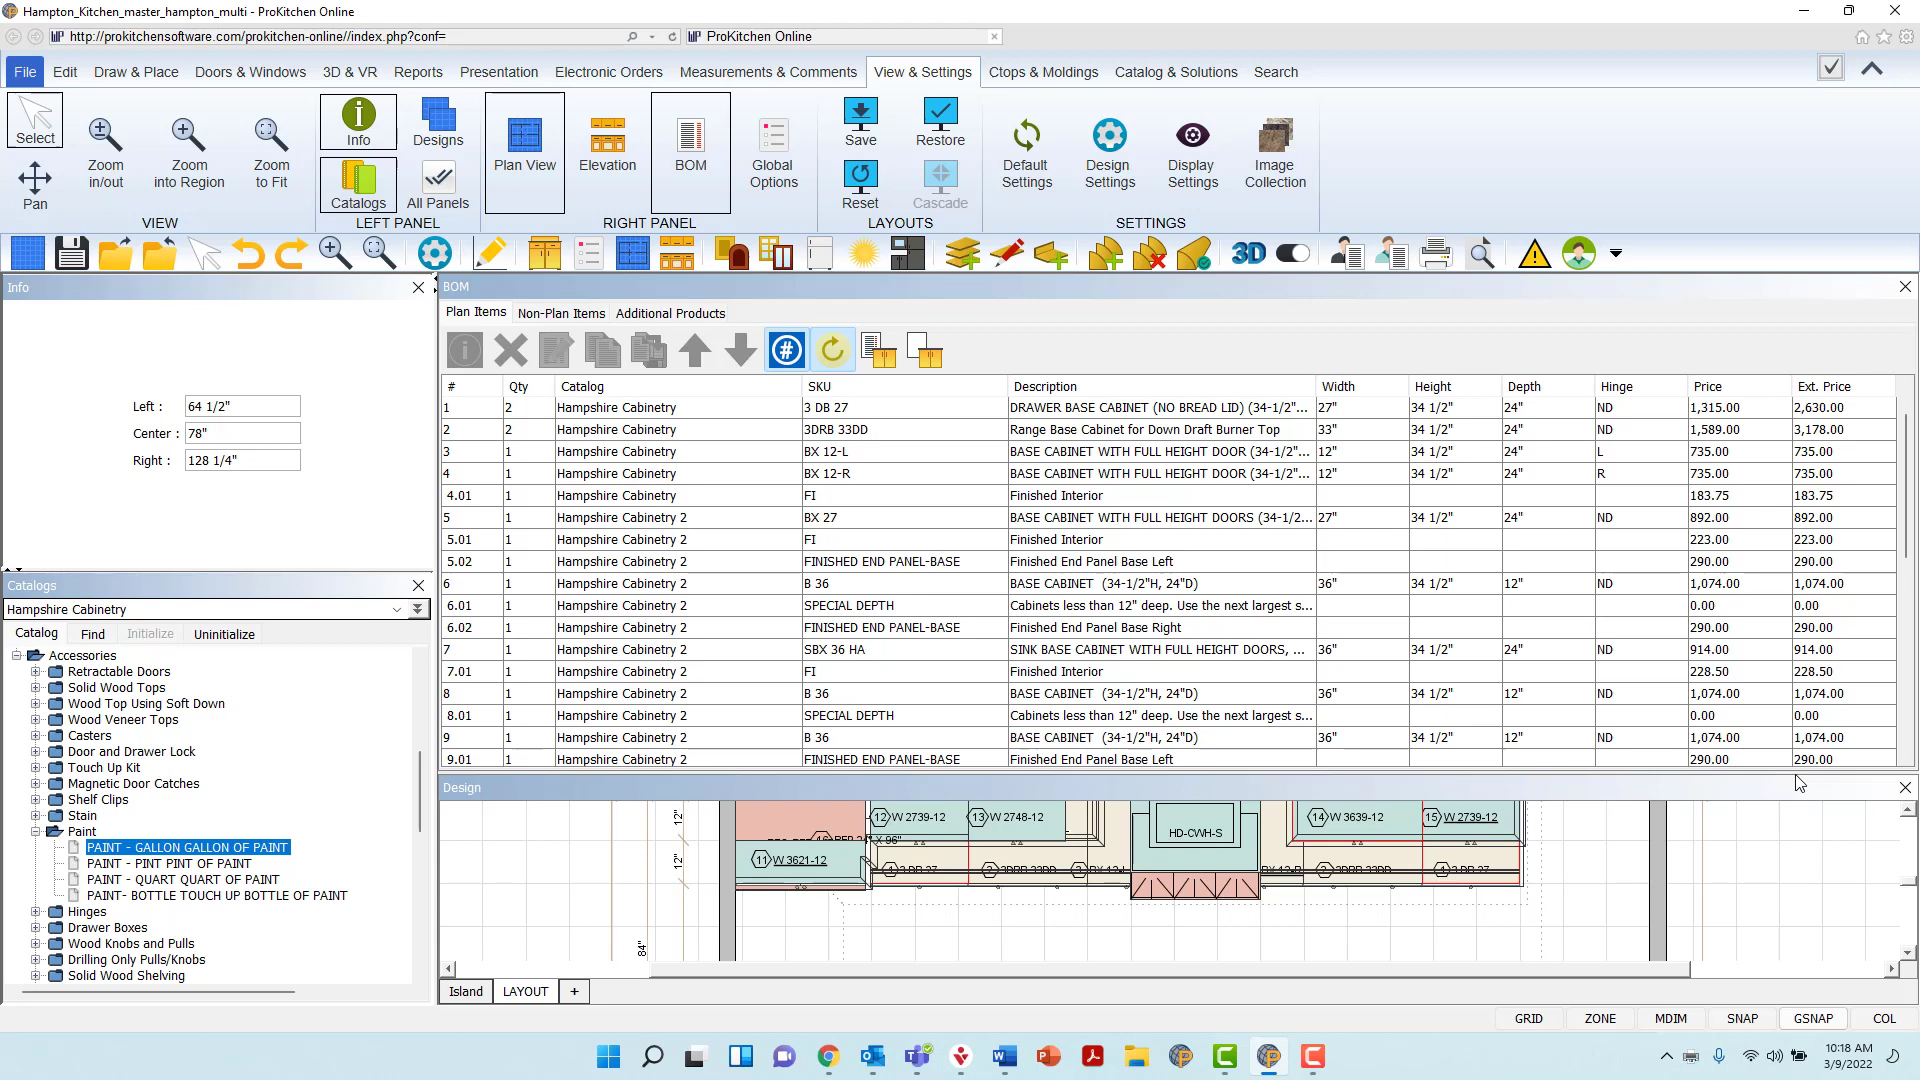 Hampton_Kitchen_master_hampton_multi - ProKitchen Online
http://prokitchensoftware.com/prokitchen-online//index.php?conf=
ProKitchen Online
File Edit Draw & Place Doors & Windows 3D & VR Reports Presentation Electronic Orders Measurements & Comments View & Settings Ctops & Moldings Catalog & Solutions Search
Select
Pan
Zoom in/out
Zoom into Region
Zoom to Fit
VIEW
Info
Designs
Catalogs
All Panels
LEFT PANEL
Plan View
Elevation
BOM
Global Options
RIGHT PANEL
Save
Restore
Reset
Cascade
LAYOUTS
Default Settings
Design Settings
Display Settings
Image Collection
SETTINGS
3D
Info
Left : 64 1/2"
Center : 78"
Right : 128 1/4"
Catalogs
Hampshire Cabinetry
Catalog Find Initialize Uninitialize
Accessories
Retractable Doors
Solid Wood Tops
Wood Top Using Soft Down
Wood Veneer Tops
Casters
Door and Drawer Lock
Touch Up Kit
Magnetic Door Catches
Shelf Clips
Stain
Paint
PAINT - GALLON GALLON OF PAINT
PAINT - PINT PINT OF PAINT
PAINT - QUART QUART OF PAINT
PAINT- BOTTLE TOUCH UP BOTTLE OF PAINT
Hinges
Drawer Boxes
Wood Knobs and Pulls
Drilling Only Pulls/Knobs
Solid Wood Shelving
BOM
Plan Items Non-Plan Items Additional Products
# Qty Catalog SKU Description Width Height Depth Hinge Price Ext. Price
1 2 Hampshire Cabinetry 3 DB 27 DRAWER BASE CABINET (NO BREAD LID) (34-1/2"... 27" 34 1/2" 24" ND 1,315.00 2,630.00
2 2 Hampshire Cabinetry 3DRB 33DD Range Base Cabinet for Down Draft Burner Top 33" 34 1/2" 24" ND 1,589.00 3,178.00
3 1 Hampshire Cabinetry BX 12-L BASE CABINET WITH FULL HEIGHT DOOR (34-1/2"... 12" 34 1/2" 24" L 735.00 735.00
4 1 Hampshire Cabinetry BX 12-R BASE CABINET WITH FULL HEIGHT DOOR (34-1/2"... 12" 34 1/2" 24" R 735.00 735.00
4.01 1 Hampshire Cabinetry FI Finished Interior 183.75 183.75
5 1 Hampshire Cabinetry 2 BX 27 BASE CABINET WITH FULL HEIGHT DOORS (34-1/2... 27" 34 1/2" 24" ND 892.00 892.00
5.01 1 Hampshire Cabinetry 2 FI Finished Interior 223.00 223.00
5.02 1 Hampshire Cabinetry 2 FINISHED END PANEL-BASE Finished End Panel Base Left 290.00 290.00
6 1 Hampshire Cabinetry 2 B 36 BASE CABINET (34-1/2"H, 24"D) 36" 34 1/2" 12" ND 1,074.00 1,074.00
6.01 1 Hampshire Cabinetry 2 SPECIAL DEPTH Cabinets less than 12" deep. Use the next largest s... 0.00 0.00
6.02 1 Hampshire Cabinetry 2 FINISHED END PANEL-BASE Finished End Panel Base Right 290.00 290.00
7 1 Hampshire Cabinetry 2 SBX 36 HA SINK BASE CABINET WITH FULL HEIGHT DOORS, ... 36" 34 1/2" 24" ND 914.00 914.00
7.01 1 Hampshire Cabinetry 2 FI Finished Interior 228.50 228.50
8 1 Hampshire Cabinetry 2 B 36 BASE CABINET (34-1/2"H, 24"D) 36" 34 1/2" 12" ND 1,074.00 1,074.00
8.01 1 Hampshire Cabinetry 2 SPECIAL DEPTH Cabinets less than 12" deep. Use the next largest s... 0.00 0.00
9 1 Hampshire Cabinetry 2 B 36 BASE CABINET (34-1/2"H, 24"D) 36" 34 1/2" 12" ND 1,074.00 1,074.00
9.01 1 Hampshire Cabinetry 2 FINISHED END PANEL-BASE Finished End Panel Base Left 290.00 290.00
Design
12"
12"
84"
12 W 2739-12
13 W 2748-12
HD-CWH-S
14 W 3639-12
15 W 2739-12
11 W 3621-12
1 3 DB 27
2 3DRB 33DD
3 BX 12-L
BX 12-R
2 3DRB 33DD
1 3 DB 27
Island LAYOUT +
GRID ZONE MDIM SNAP GSNAP COL
10:18 AM
3/9/2022